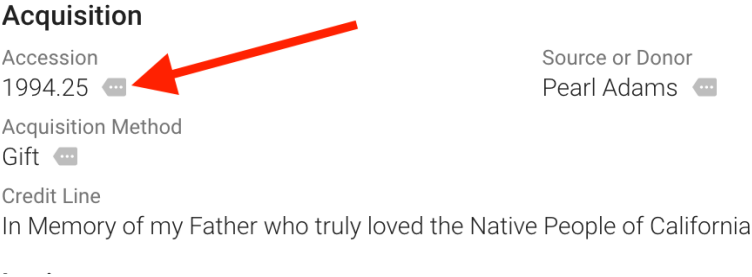 Acquisition
Accession
Source or Donor
1994.25
Pearl Adams
Acquisition Method
Gift
Credit Line
In Memory of my Father who truly loved the Native People of California